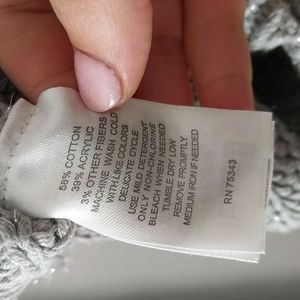 58% COTTON
39% ACRYLIC
3% OTHER FIBERS
MACHINE WASH COLD
WITH LIKE COLORS
DELICATE CYCLE
USE MILD DETERGENT
ONLY NON-CHLORINE
BLEACH WHEN NEEDED
TUMBLE DRY LOW
REMOVE PROMPTLY
MEDIUM IRON IF NEEDED
RN 75343